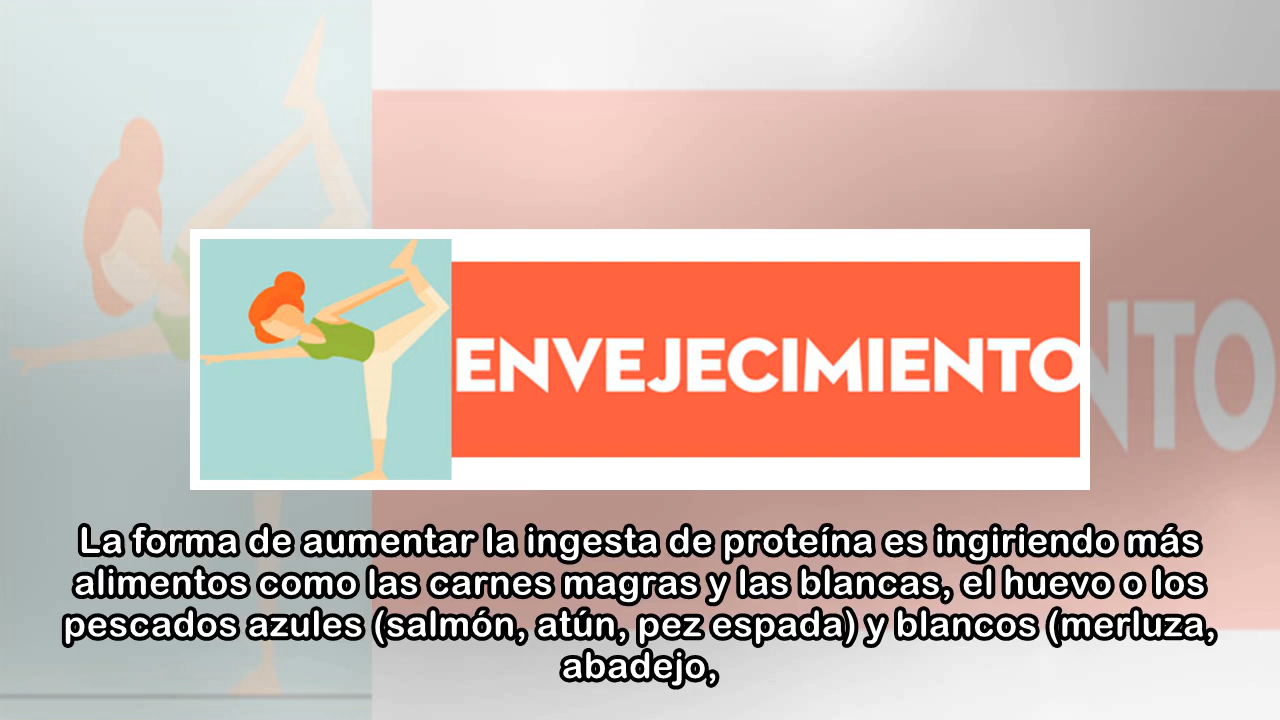 ENVEJECIMIENTO
NTO
La forma de aumentar la ingesta de proteína es ingiriendo más
alimentos como las carnes magras y las blancas, el huevo o los
pescados azules (salmón, atún, pez espada) y blancos (merluza,
abadejo,